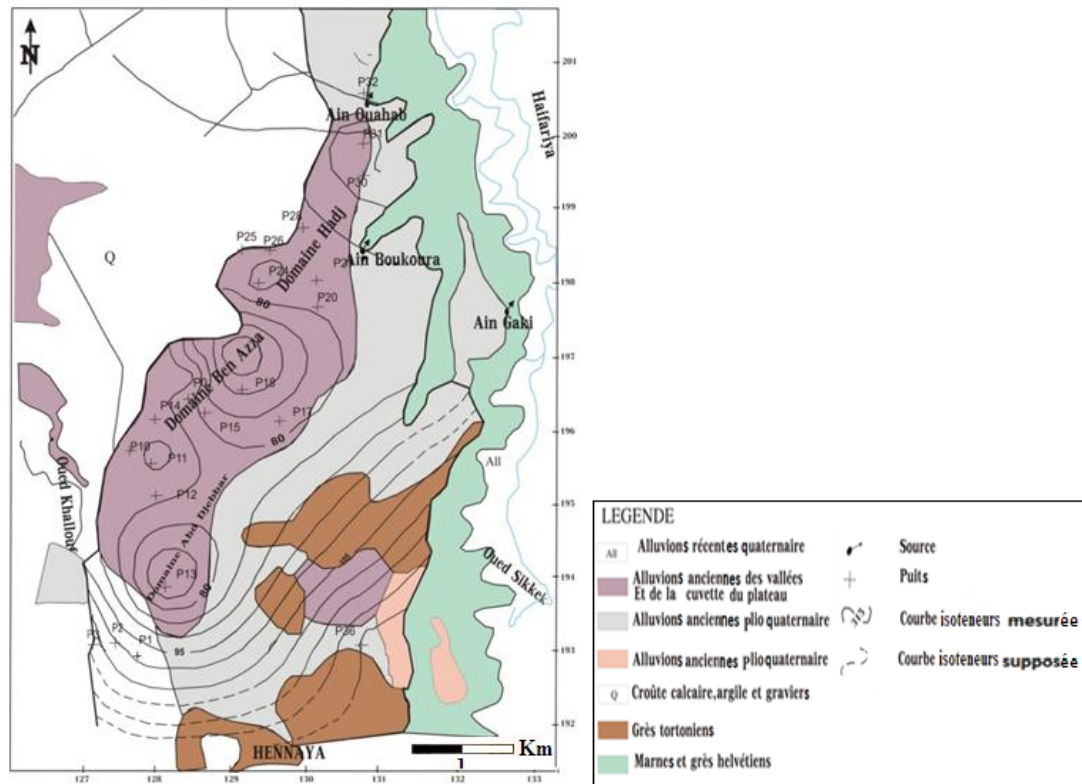 N
201
200
199
198
197
196
195
194
193
192
127
128
129
130
131
132
133
P32
Ain Ouahab
P31
P30
Haifariya
P28
P25
P26
Q
Domaine Hadj
Ain Boukoura
P24
P20
80
Ain Gaki
Domaine Ben Azza
P18
P14
P15
P17
80
P10
P11
All
Oued Khallouf
P12
Domaine Abd Djebbar
P13
80
Oued Sikkek
P2
P1
95
P36
HENNAYA
Km
1
LEGENDE
All Alluvions récentes quaternaire
Alluvions anciennes des vallées
Et de la cuvette du plateau
Alluvions anciennes plio quaternaire
Alluvions anciennes plioquaternaire
Q Croûte calcaire,argile et graviers
Grès tortoniens
Marnes et grès helvétiens
Source
Puits
Courbe isoteneurs mesurée
Courbe isoteneurs supposée